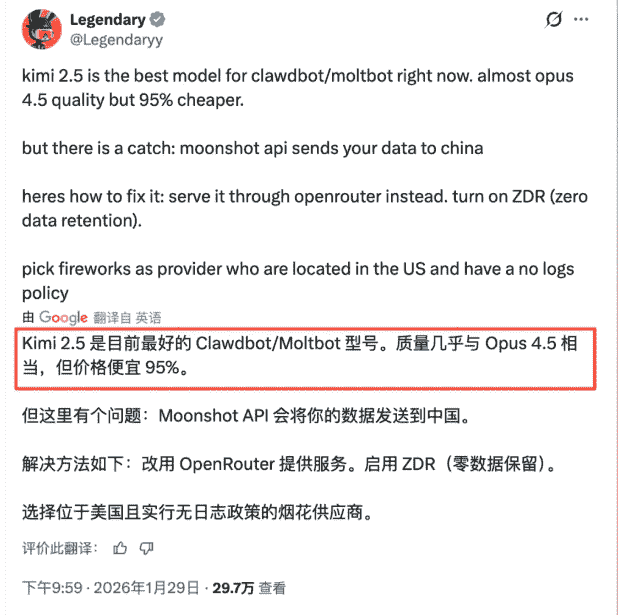 Legendary
@Legendaryy
kimi 2.5 is the best model for clawdbot/moltbot right now. almost opus
4.5 quality but 95% cheaper.
but there is a catch: moonshot api sends your data to china
heres how to fix it: serve it through openrouter instead. turn on ZDR (zero
data retention).
pick fireworks as provider who are located in the US and have a no logs
policy
由 Google 翻译自 英语
Kimi 2.5 是目前最好的 Clawdbot/Moltbot 型号。质量几乎与 Opus 4.5 相
当，但价格便宜 95%。
但这里有个问题：Moonshot API 会将你的数据发送到中国。
解决方法如下：改用 OpenRouter 提供服务。启用 ZDR（零数据保留）。
选择位于美国且实行无日志政策的烟花供应商。
评价此翻译：
下午9:59 · 2026年1月29日 · 29.7万 查看